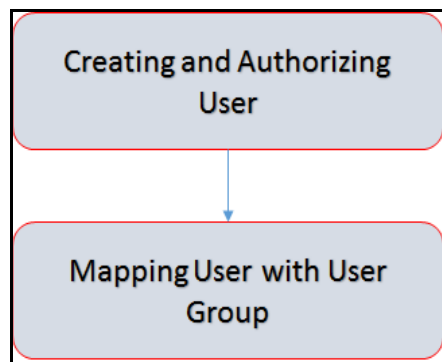 Creating and Authorizing
User
Mapping User with User
Group